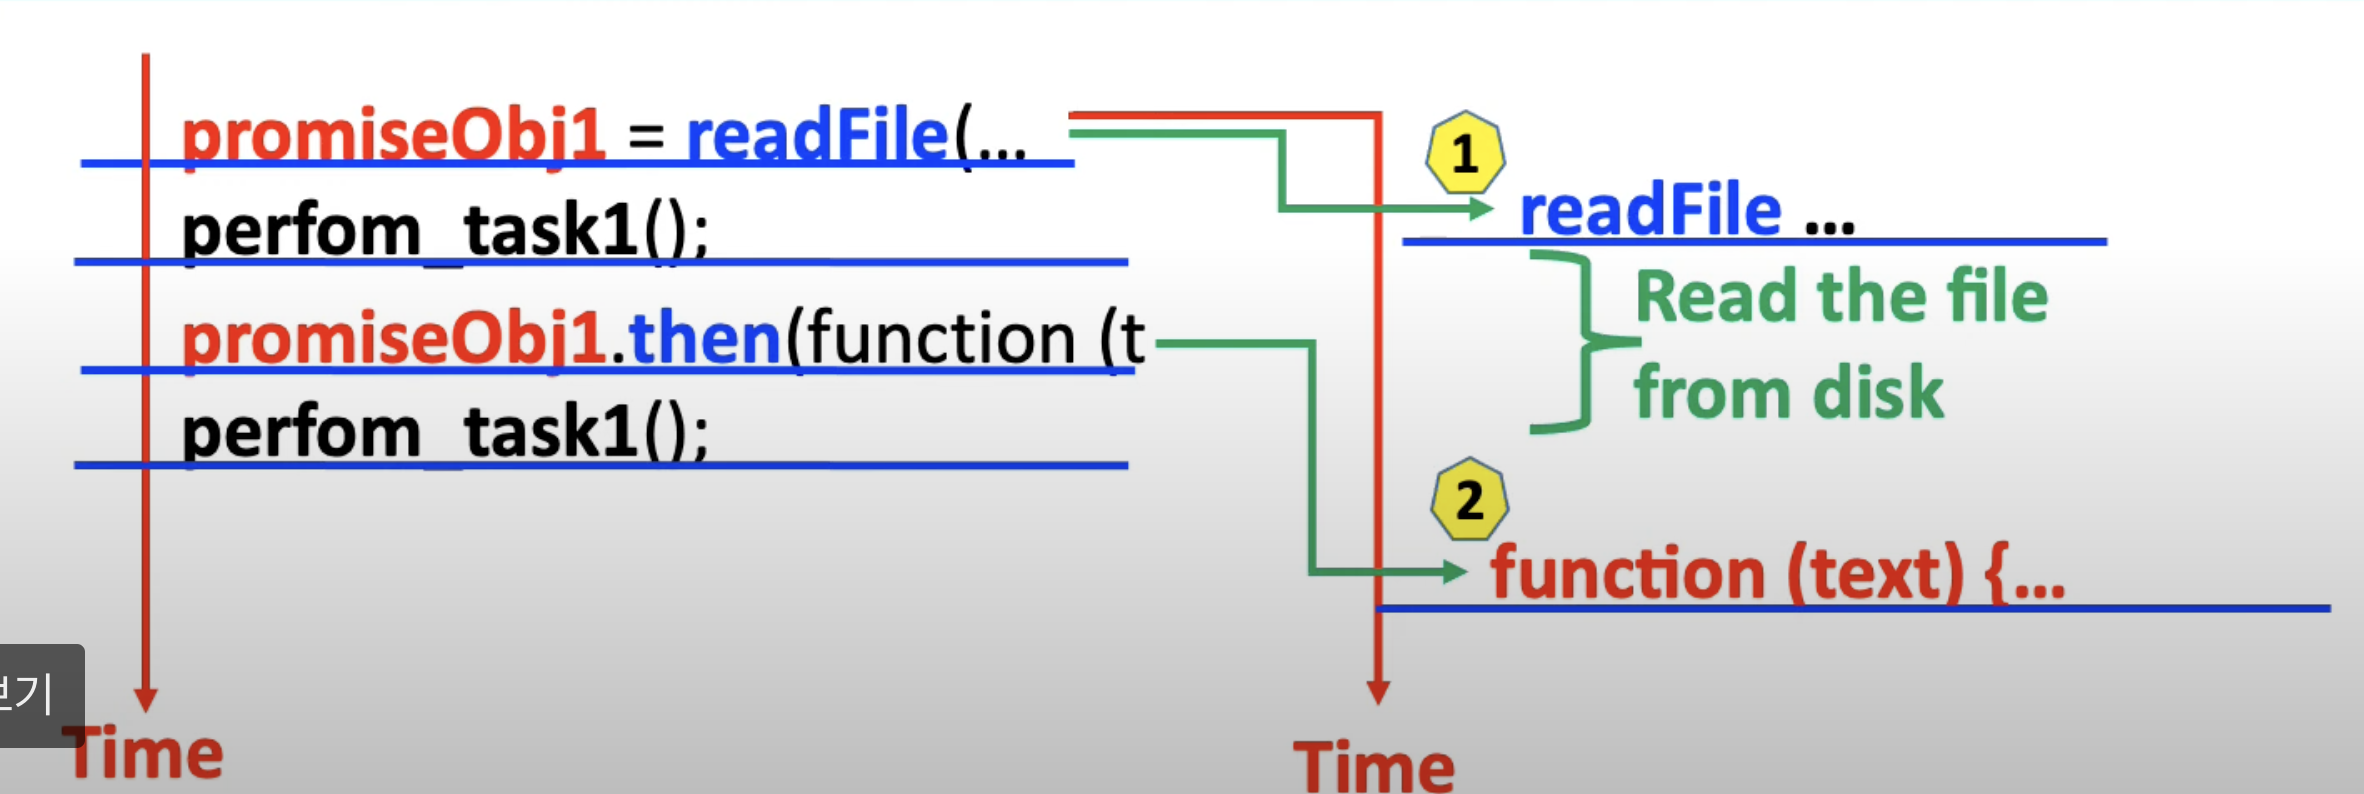 promiseObj1 = readFile(...
perfom_task1();
promiseObj1.then(function (t
perfom_task1();
Time
1
readFile ...
Read the file
from disk
2
function (text) {...
Time
보기